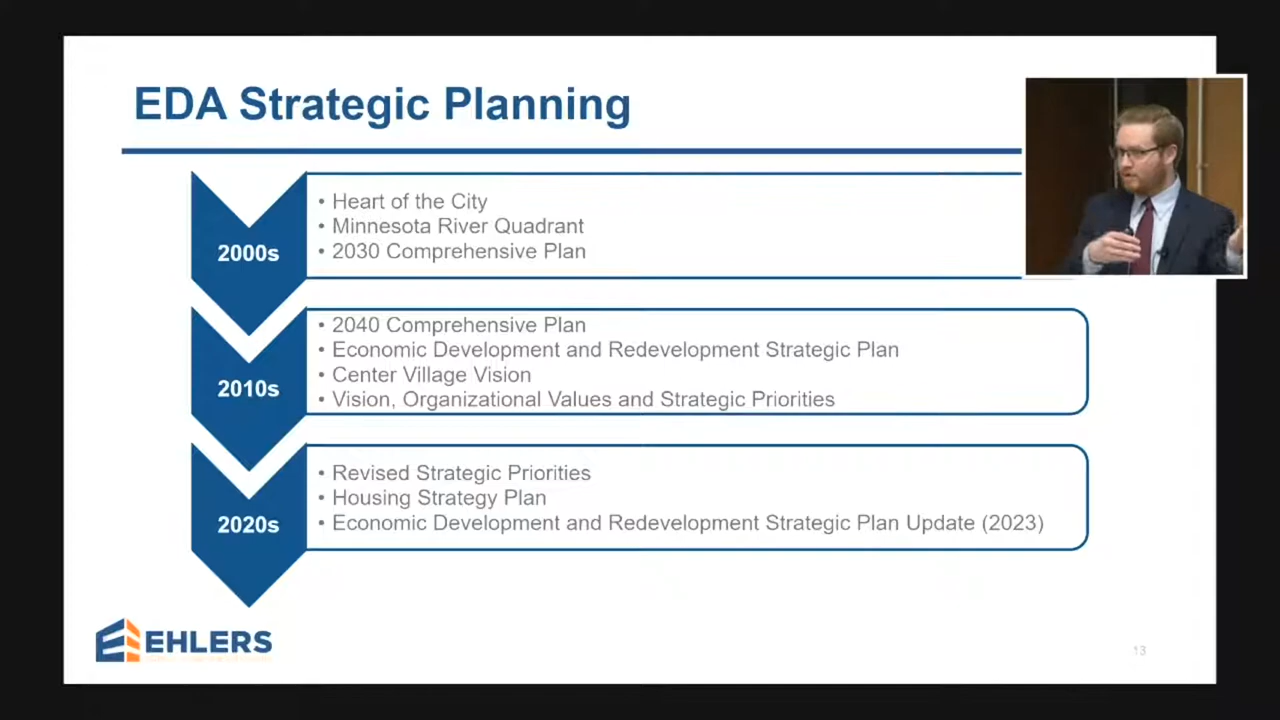 EDA Strategic Planning
2000s
• Heart of the City
• Minnesota River Quadrant
• 2030 Comprehensive Plan
2010s
• 2040 Comprehensive Plan
• Economic Development and Redevelopment Strategic Plan
• Center Village Vision
• Vision, Organizational Values and Strategic Priorities
2020s
• Revised Strategic Priorities
• Housing Strategy Plan
• Economic Development and Redevelopment Strategic Plan Update (2023)
EHLERS
13